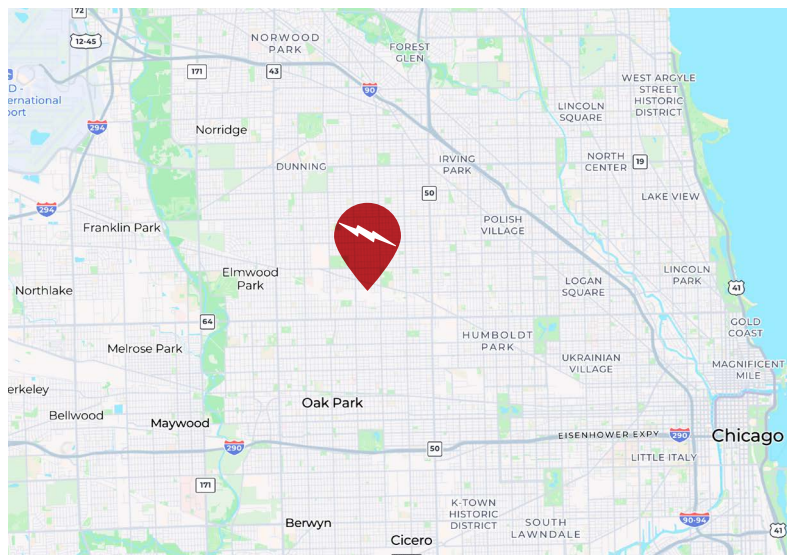 72
12-45
NORWOOD
PARK
FOREST
GLEN
171
43
90
WEST ARGYLE
STREET
HISTORIC
DISTRICT
D -
ernational
port
LINCOLN
SQUARE
294
Norridge
DUNNING
IRVING
PARK
NORTH
CENTER
19
50
LAKE VIEW
294
Franklin Park
POLISH
VILLAGE
Elmwood
Park
LINCOLN
PARK
Northlake
LOGAN
SQUARE
41
64
GOLD
COAST
HUMBOLDT
PARK
Melrose Park
UKRAINIAN
VILLAGE
MAGNIFICENT
MILE
erkeley
Oak Park
Bellwood
Maywood
EISENHOWER EXPY
290
Chicago
290
50
LITTLE ITALY
171
K-TOWN
HISTORIC
DISTRICT
Berwyn
SOUTH
LAWNDALE
90-94
41
Cicero